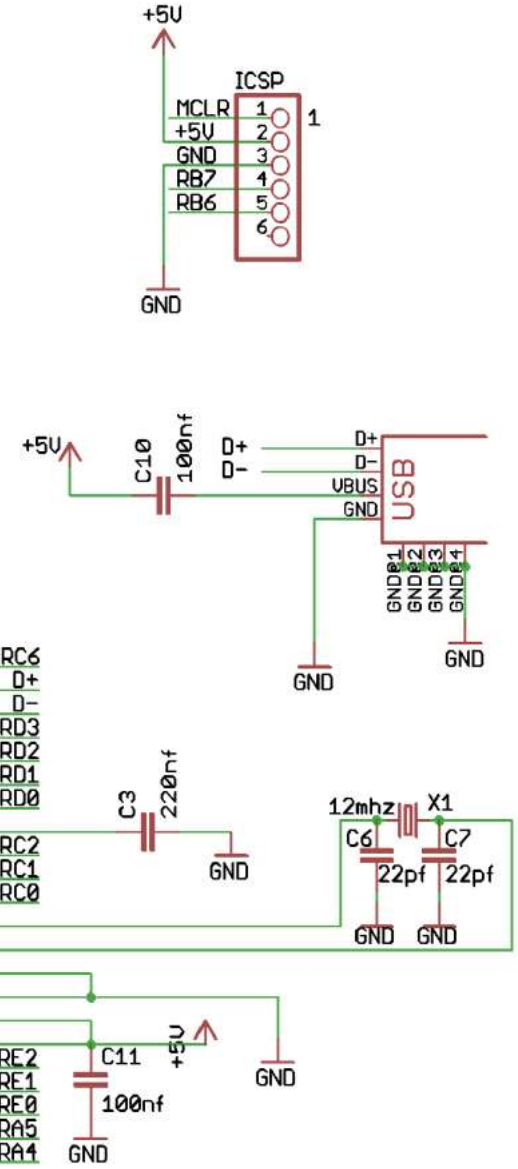 +5V
ICSP
MCLR 1 1
+5V 2
GND 3
RB7 4
RB6 5
6
GND
+5V C10 100nf D+ D+
D- D-
VBUS
GND
USB
GND@1 GND@2 GND@3 GND@4
GND GND
RC6
D+
D-
RD3
RD2
RD1
RD0
C3 220nf
GND
12mhz X1
C6 C7
22pf 22pf
GND GND
RC2
RC1
RC0
+5V
GND
C11
100nf
GND
RE2
RE1
RE0
RA5
RA4